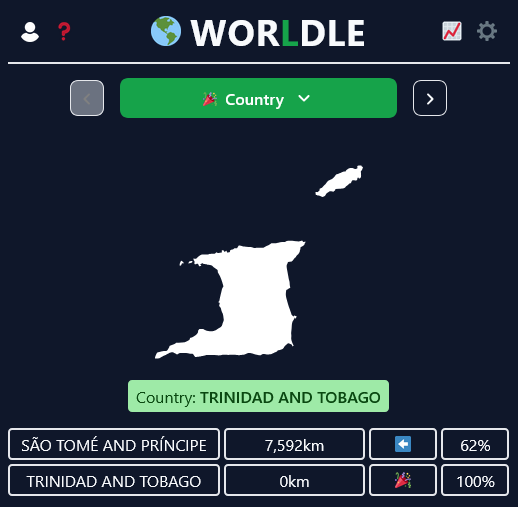 ?
WORLDLE
Country
Country: TRINIDAD AND TOBAGO
SÃO TOMÉ AND PRÍNCIPE 7,592km 62%
TRINIDAD AND TOBAGO 0km 100%